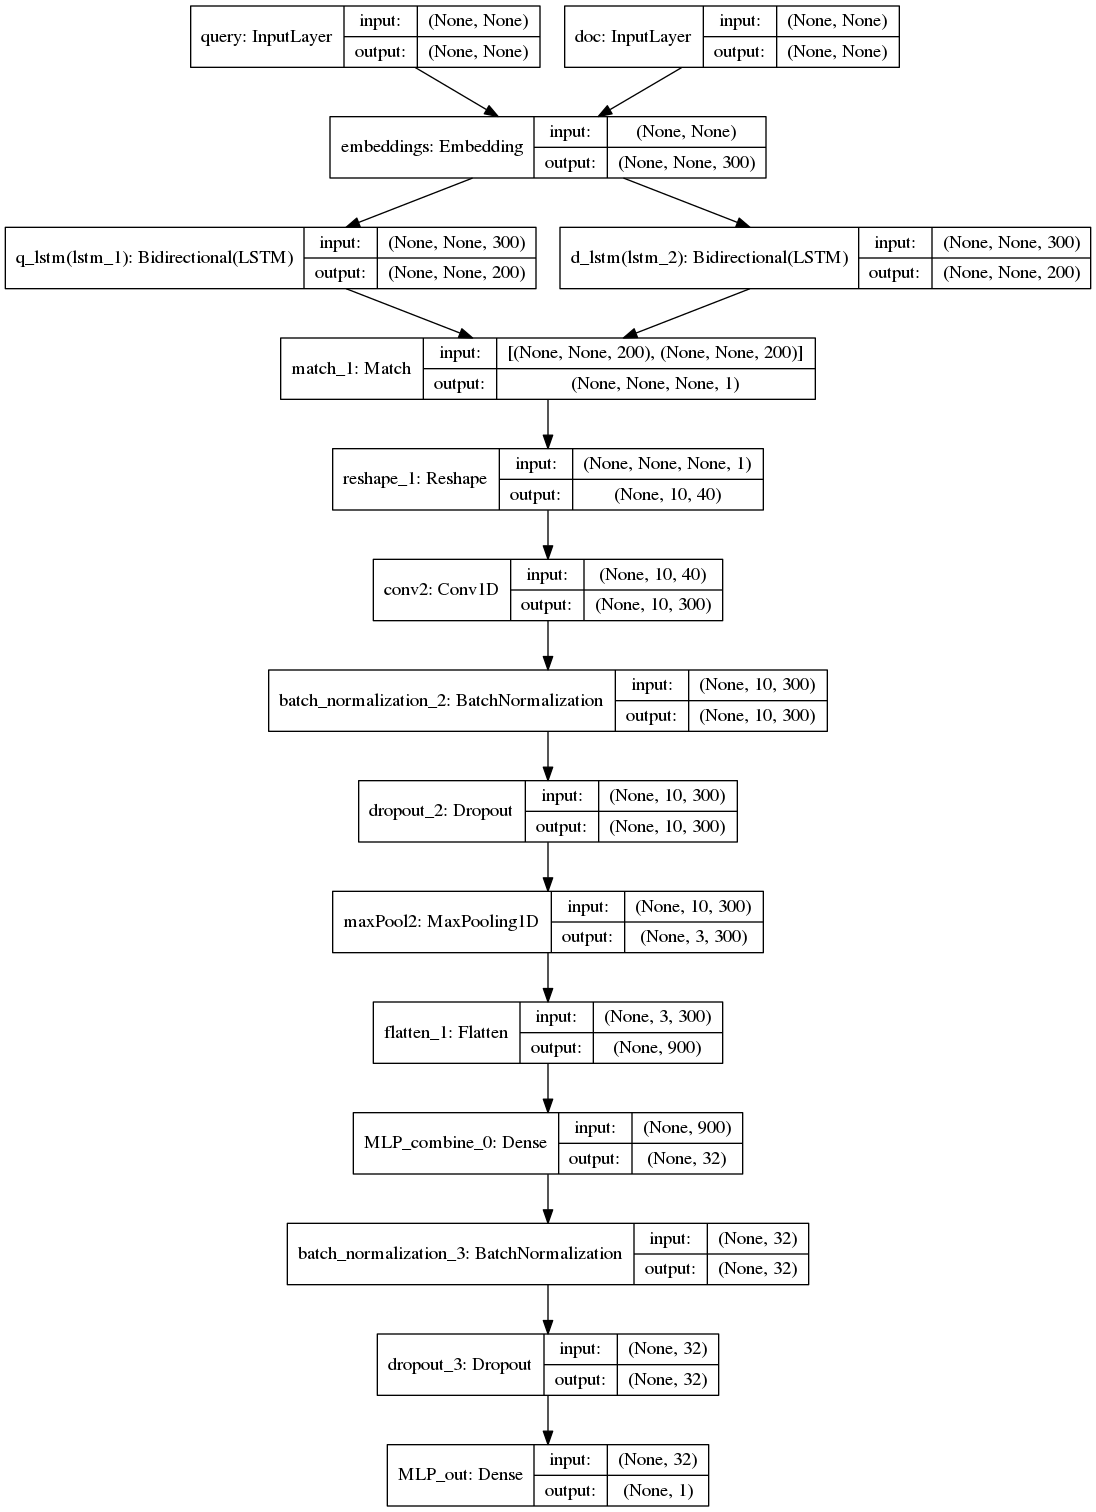 query: InputLayer
input:
(None, None)
output:
(None, None)
doc: InputLayer
input:
(None, None)
output:
(None, None)
embeddings: Embedding
input:
(None, None)
output:
(None, None, 300)
q_lstm(lstm_1): Bidirectional(LSTM)
input:
(None, None, 300)
output:
(None, None, 200)
d_lstm(lstm_2): Bidirectional(LSTM)
input:
(None, None, 300)
output:
(None, None, 200)
match_1: Match
input:
[(None, None, 200), (None, None, 200)]
output:
(None, None, None, 1)
reshape_1: Reshape
input:
(None, None, None, 1)
output:
(None, 10, 40)
conv2: Conv1D
input:
(None, 10, 40)
output:
(None, 10, 300)
batch_normalization_2: BatchNormalization
input:
(None, 10, 300)
output:
(None, 10, 300)
dropout_2: Dropout
input:
(None, 10, 300)
output:
(None, 10, 300)
maxPool2: MaxPooling1D
input:
(None, 10, 300)
output:
(None, 3, 300)
flatten_1: Flatten
input:
(None, 3, 300)
output:
(None, 900)
MLP_combine_0: Dense
input:
(None, 900)
output:
(None, 32)
batch_normalization_3: BatchNormalization
input:
(None, 32)
output:
(None, 32)
dropout_3: Dropout
input:
(None, 32)
output:
(None, 32)
MLP_out: Dense
input:
(None, 32)
output:
(None, 1)